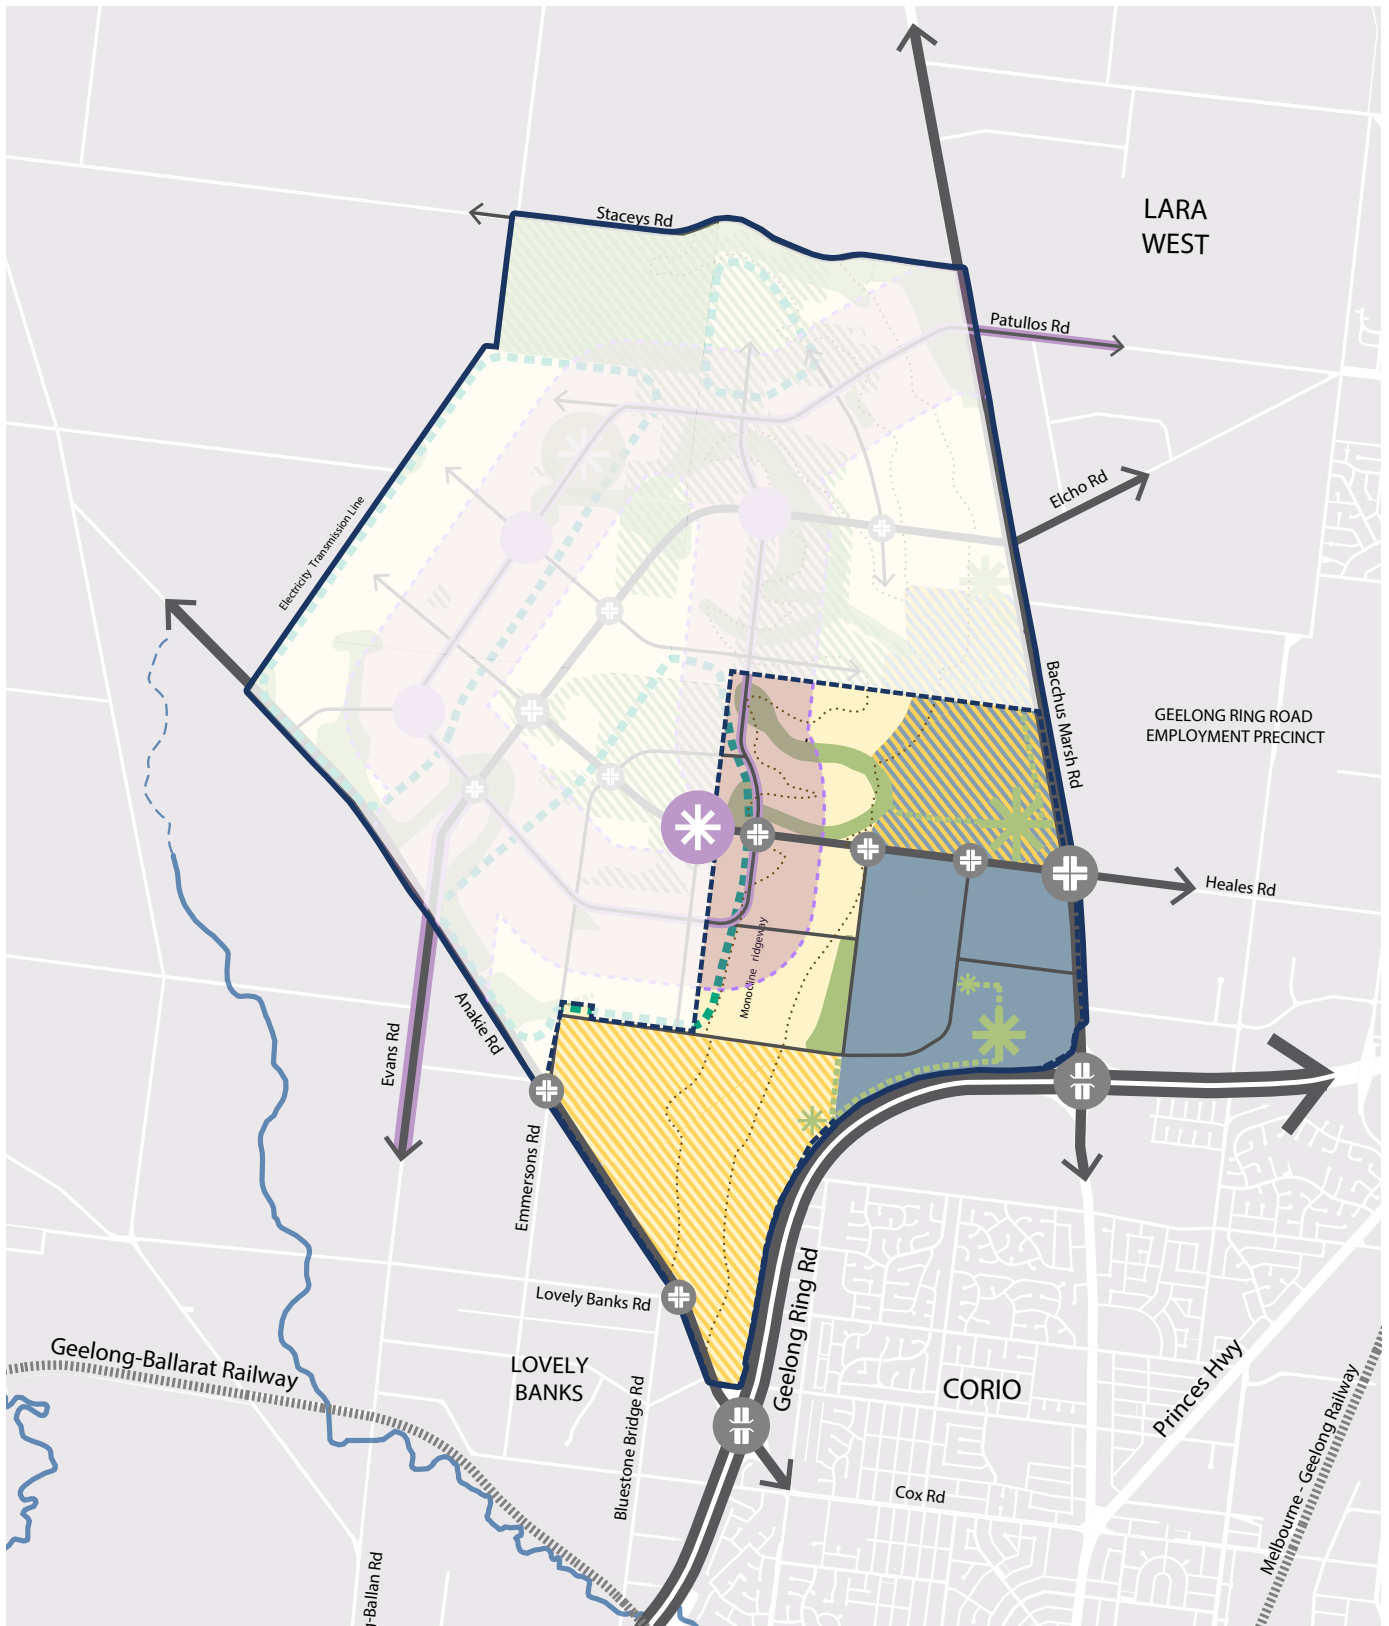 LARA
WEST
Staceys Rd
Patullos Rd
Elcho Rd
Electricity Transmission Line
Bacchus Marsh Rd
GEELONG RING ROAD
EMPLOYMENT PRECINCT
Heales Rd
Monocline ridgeway
Anakie Rd
Evans Rd
Emmersons Rd
Lovely Banks Rd
Geelong Ring Rd
Geelong-Ballarat Railway
LOVELY
BANKS
CORIO
Princes Hwy
Bluestone Bridge Rd
Melbourne - Geelong Railway
Cox Rd
g-Ballan Rd